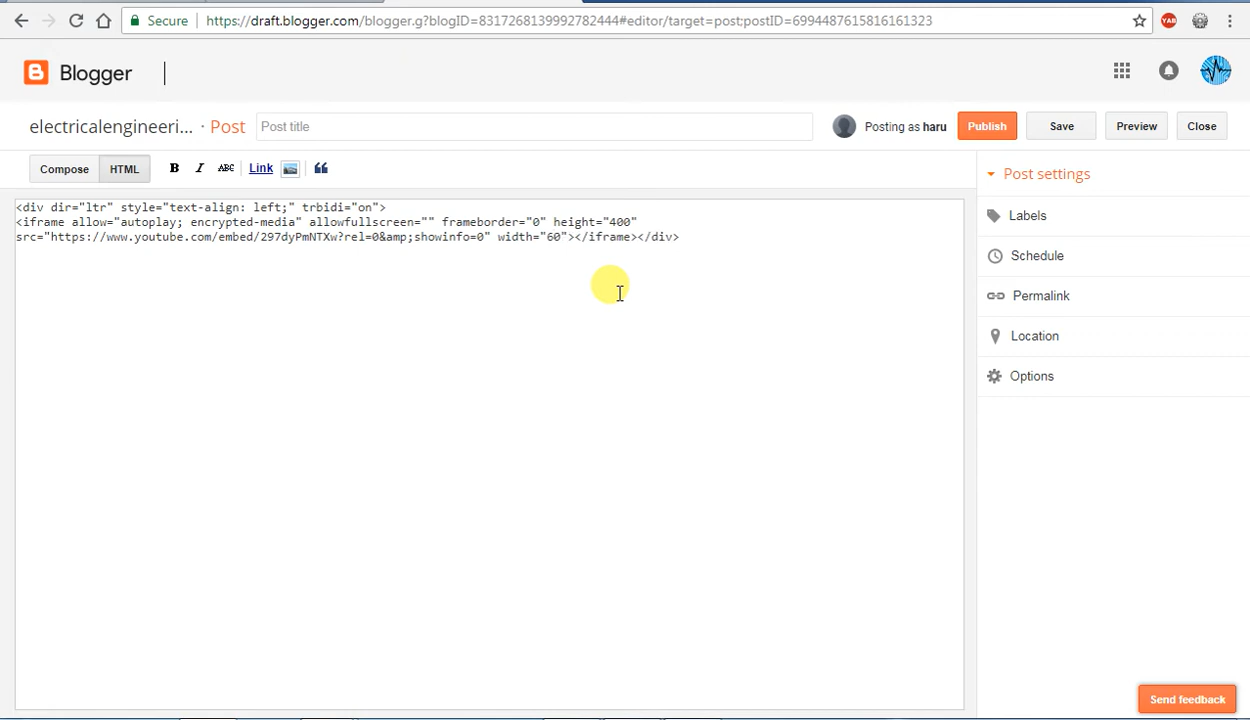 Secure https://draft.blogger.com/blogger.g?blogID=8317268139992782444#editor/target=post;postID=6994487615816161323
YAB
Blogger
electricalengineeri... · Post Post title Posting as haru Publish Save Preview Close
Compose HTML B I ABC Link
Post settings
<div dir="ltr" style="text-align: left;" trbidi="on">
<iframe allow="autoplay; encrypted-media" allowfullscreen="" frameborder="0" height="400"
src="https://www.youtube.com/embed/297dyPmNTXw?rel=0&amp;showinfo=0" width="60"></iframe></div>
Labels
Schedule
Permalink
Location
Options
Send feedback